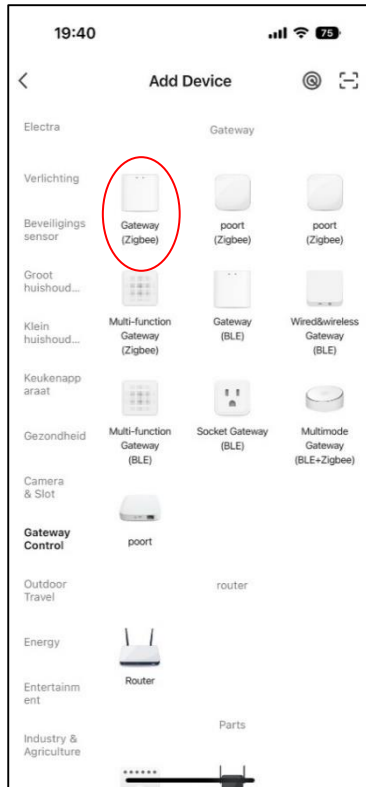 19:40
75
Add Device
Electra
Verlichting
Beveiligings
sensor
Groot
huishoud...
Klein
huishoud...
Keukenapp
araat
Gezondheid
Camera
& Slot
Gateway
Control
Outdoor
Travel
Energy
Entertainm
ent
Industry &
Agriculture
Gateway
Gateway
(Zigbee)
poort
(Zigbee)
poort
(Zigbee)
Multi-function
Gateway
(Zigbee)
Gateway
(BLE)
Wired&wireless
Gateway
(BLE)
Multi-function
Gateway
(BLE)
Socket Gateway
(BLE)
Multimode
Gateway
(BLE+Zigbee)
poort
router
Router
Parts